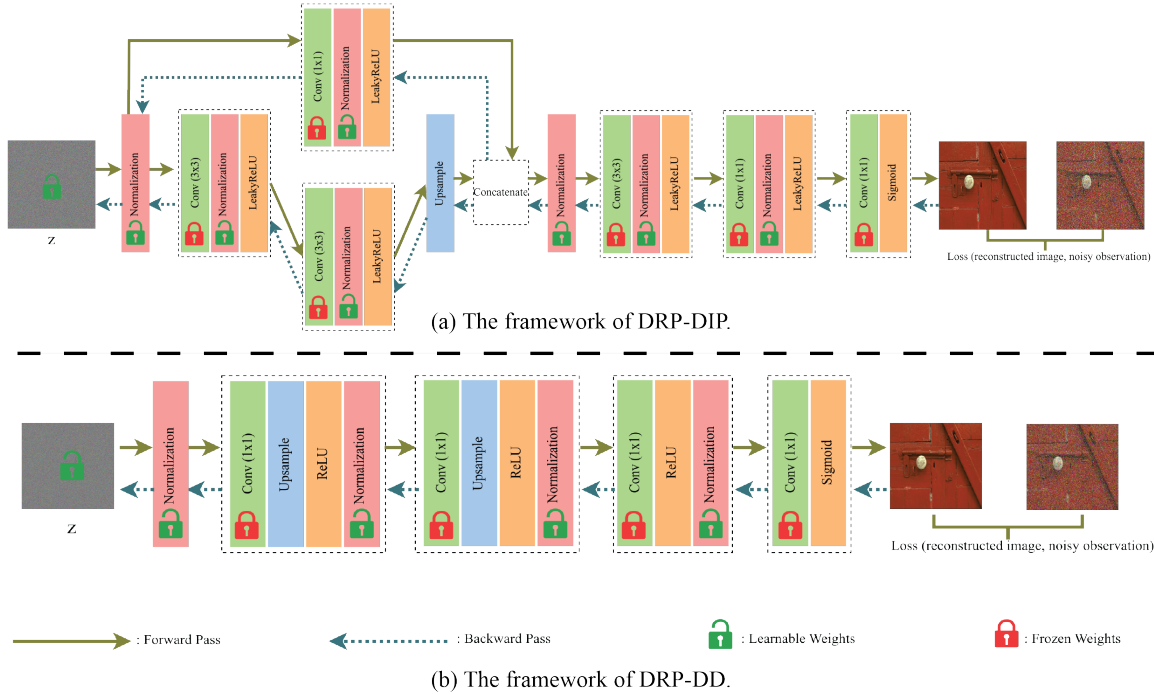 Conv (1x1)
Normalization
LeakyReLU
z
Normalization
Conv (3x3)
Normalization
LeakyReLU
Conv (3x3)
Normalization
LeakyReLU
Upsample
Concatenate
Normalization
Conv (3x3)
Normalization
LeakyReLU
Conv (1x1)
Normalization
LeakyReLU
Conv (1x1)
Sigmoid
Loss (reconstructed image, noisy observation)
(a) The framework of DRP-DIP.
z
Normalization
Conv (1x1)
Upsample
ReLU
Normalization
Conv (1x1)
Upsample
ReLU
Normalization
Conv (1x1)
ReLU
Normalization
Conv (1x1)
Sigmoid
Loss (reconstructed image, noisy observation)
: Forward Pass
: Backward Pass
: Learnable Weights
: Frozen Weights
(b) The framework of DRP-DD.